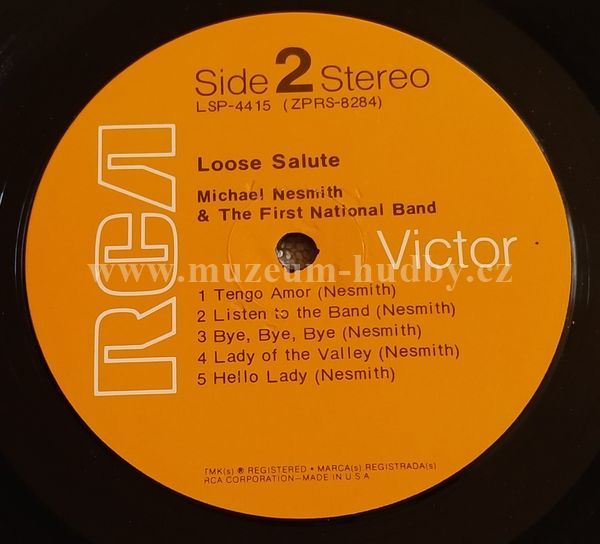 Side 2 Stereo
LSP-4415 (ZPRS-8284)
RCA
Loose Salute
Michael Nesmith
& The First National Band
Victor
www.muzeum-hudby.cz
1 Tengo Amor (Nesmith)
2 Listen to the Band (Nesmith)
3 Bye, Bye, Bye (Nesmith)
4 Lady of the Valley (Nesmith)
5 Hello Lady (Nesmith)
TMK(s) ® REGISTERED • MARCA(s) REGISTRADA(s)
RCA CORPORATION—MADE IN U.S.A